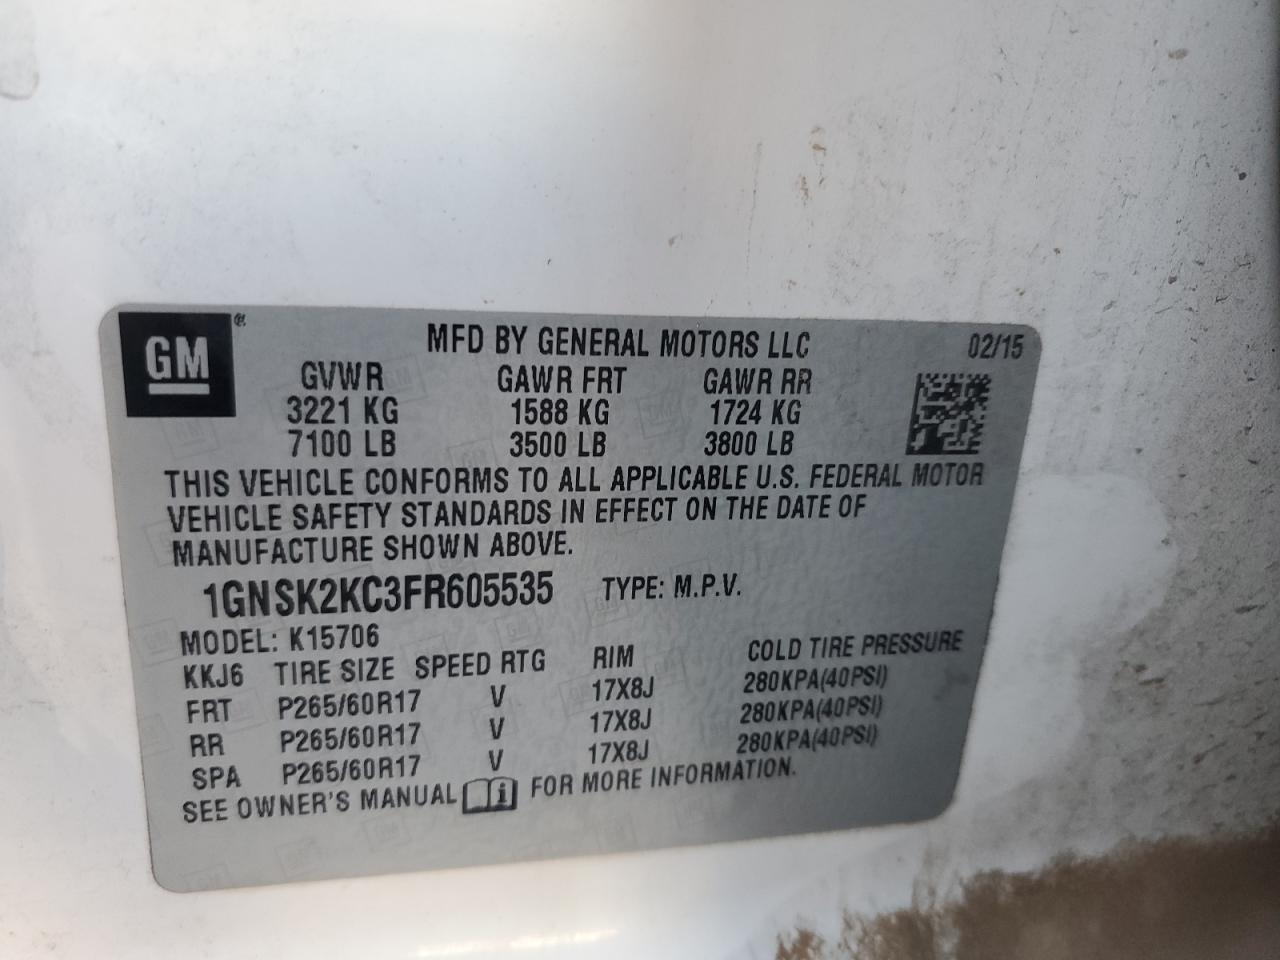 GM®
MFD BY GENERAL MOTORS LLC 02/15
GVWR GAWR FRT GAWR RR
3221 KG 1588 KG 1724 KG
7100 LB 3500 LB 3800 LB
THIS VEHICLE CONFORMS TO ALL APPLICABLE U.S. FEDERAL MOTOR
VEHICLE SAFETY STANDARDS IN EFFECT ON THE DATE OF
MANUFACTURE SHOWN ABOVE.
1GNSK2KC3FR605535 TYPE: M.P.V.
MODEL: K15706
KKJ6 TIRE SIZE SPEED RTG RIM COLD TIRE PRESSURE
FRT P265/60R17 V 17X8J 280KPA(40PSI)
RR P265/60R17 V 17X8J 280KPA(40PSI)
SPA P265/60R17 V 17X8J 280KPA(40PSI)
SEE OWNER'S MANUAL FOR MORE INFORMATION.